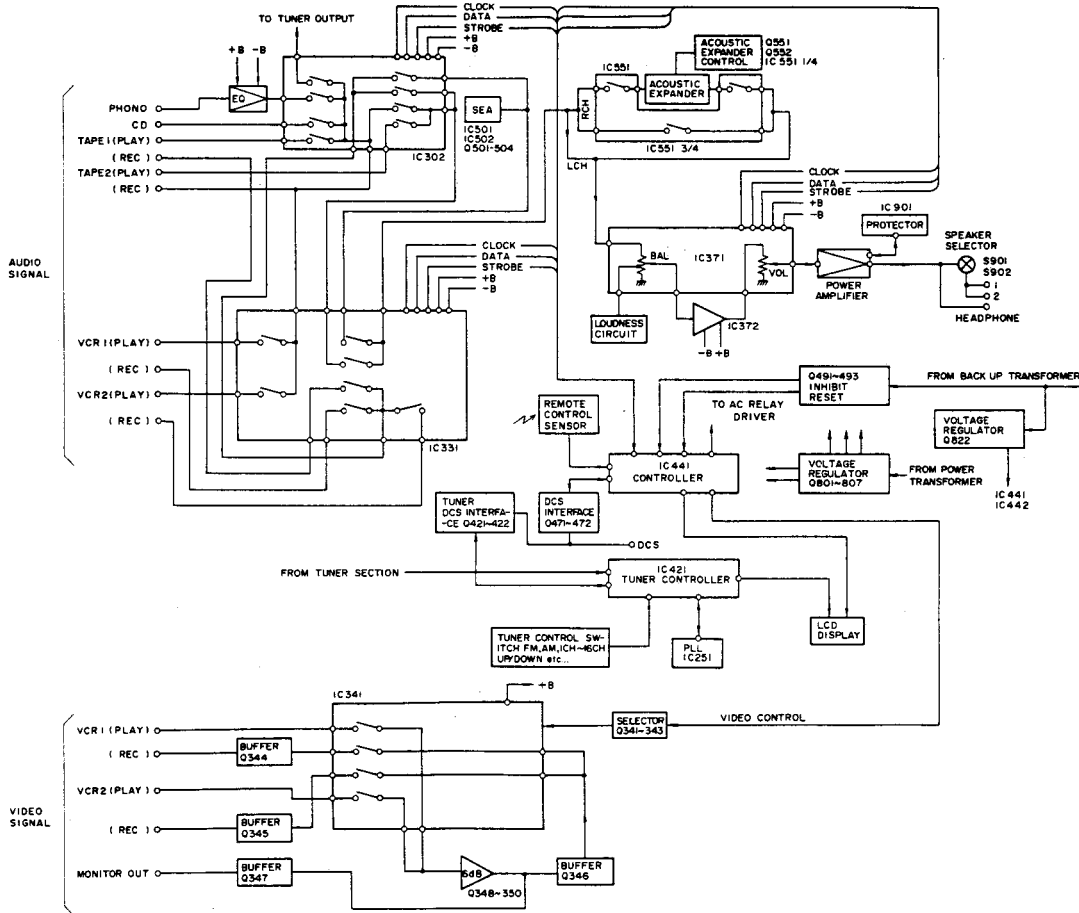 CLOCK
DATA
STROBE
+B
-B
TO TUNER OUTPUT
+B -B
EQ
AUDIO
SIGNAL
PHONO
CD
TAPE1(PLAY)
(REC)
TAPE2(PLAY)
(REC)
IC302
SEA
IC501
IC502
Q501-504
IC551
ACOUSTIC
EXPANDER
CONTROL
Q551
Q552
IC 551 1/4
ACOUSTIC
EXPANDER
RCH
IC551 3/4
LCH
CLOCK
DATA
STROBE
+B
-B
IC901
PROTECTOR
BAL
IC371
VOL
POWER
AMPLIFIER
SPEAKER
SELECTOR
S901
S902
1
2
HEADPHONE
LOUDNESS
CIRCUIT
IC372
-B +B
CLOCK
DATA
STROBE
+B
-B
VCR1(PLAY)
(REC)
VCR2(PLAY)
(REC)
IC331
Q491~493
INHIBIT
RESET
FROM BACK UP TRANSFORMER
REMOTE
CONTROL
SENSOR
TO AC RELAY
DRIVER
VOLTAGE
REGULATOR
Q822
IC441
CONTROLLER
VOLTAGE
REGULATOR
Q801~807
FROM POWER
TRANSFORMER
IC441
IC442
TUNER
DCS INTERFA-
-CE Q421~422
DCS
INTERFACE
Q471~472
DCS
FROM TUNER SECTION
IC421
TUNER CONTROLLER
TUNER CONTROL SW-
ITCH FM,AM,1CH~16CH
UP/DOWN etc...
PLL
IC251
LCD
DISPLAY
VIDEO
SIGNAL
IC341
+B
VCR1(PLAY)
(REC)
BUFFER
Q344
VCR2(PLAY)
(REC)
BUFFER
Q345
MONITOR OUT
BUFFER
Q347
SELECTOR
Q341~343
VIDEO CONTROL
6dB
Q348~350
BUFFER
Q346